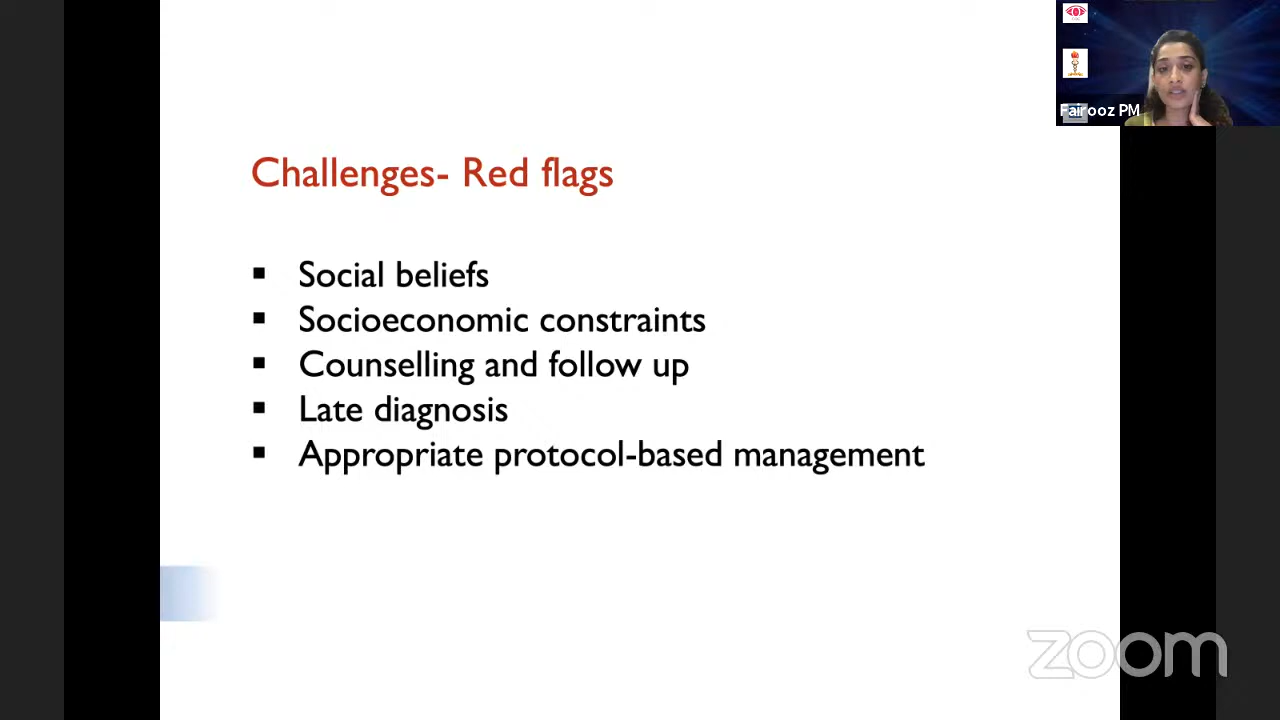 Fairooz PM
Challenges- Red flags
▪ Social beliefs
▪ Socioeconomic constraints
▪ Counselling and follow up
▪ Late diagnosis
▪ Appropriate protocol-based management
zoom